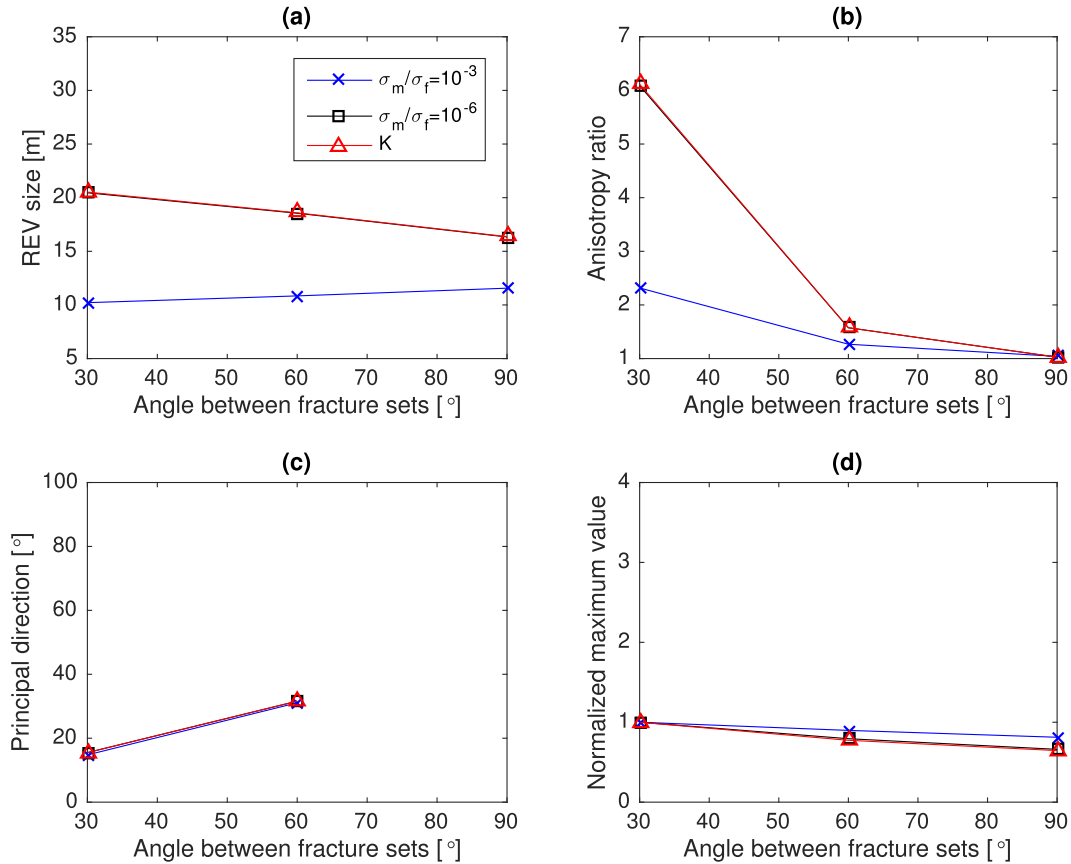 (a)
35
30
25
20
15
10
5
REV size [m]
σm/σf=10-3
σm/σf=10-6
K
30 40 50 60 70 80 90
Angle between fracture sets [°]
(b)
7
6
5
4
3
2
1
Anisotropy ratio
30 40 50 60 70 80 90
Angle between fracture sets [°]
(c)
100
80
60
40
20
0
Principal direction [°]
30 40 50 60 70 80 90
Angle between fracture sets [°]
(d)
4
3
2
1
0
Normalized maximum value
30 40 50 60 70 80 90
Angle between fracture sets [°]